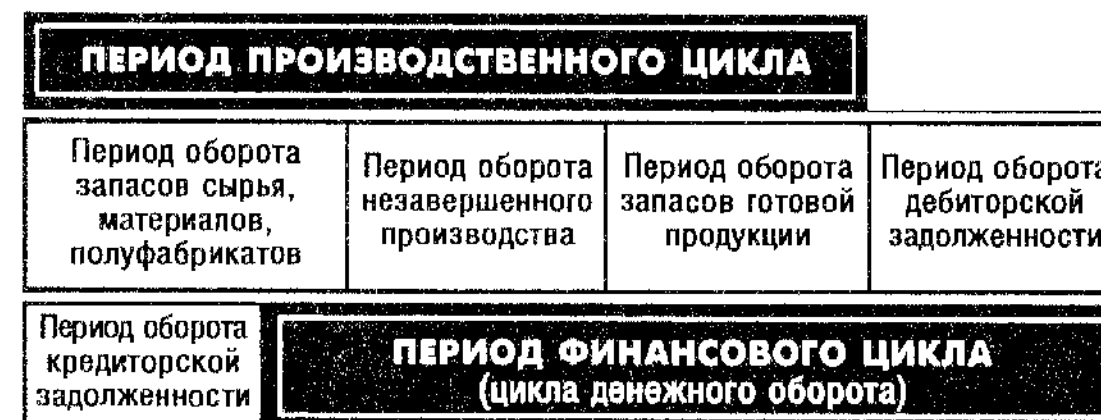 ПЕРИОД ПРОИЗВОДСТВЕННОГО ЦИКЛА
Период оборота
запасов сырья,
материалов,
полуфабрикатов
Период оборота
незавершенного
производства
Период оборота
запасов готовой
продукции
Период оборота
дебиторской
задолженности
Период оборота
кредиторской
задолженности
ПЕРИОД ФИНАНСОВОГО ЦИКЛА
(цикла денежного оборота)